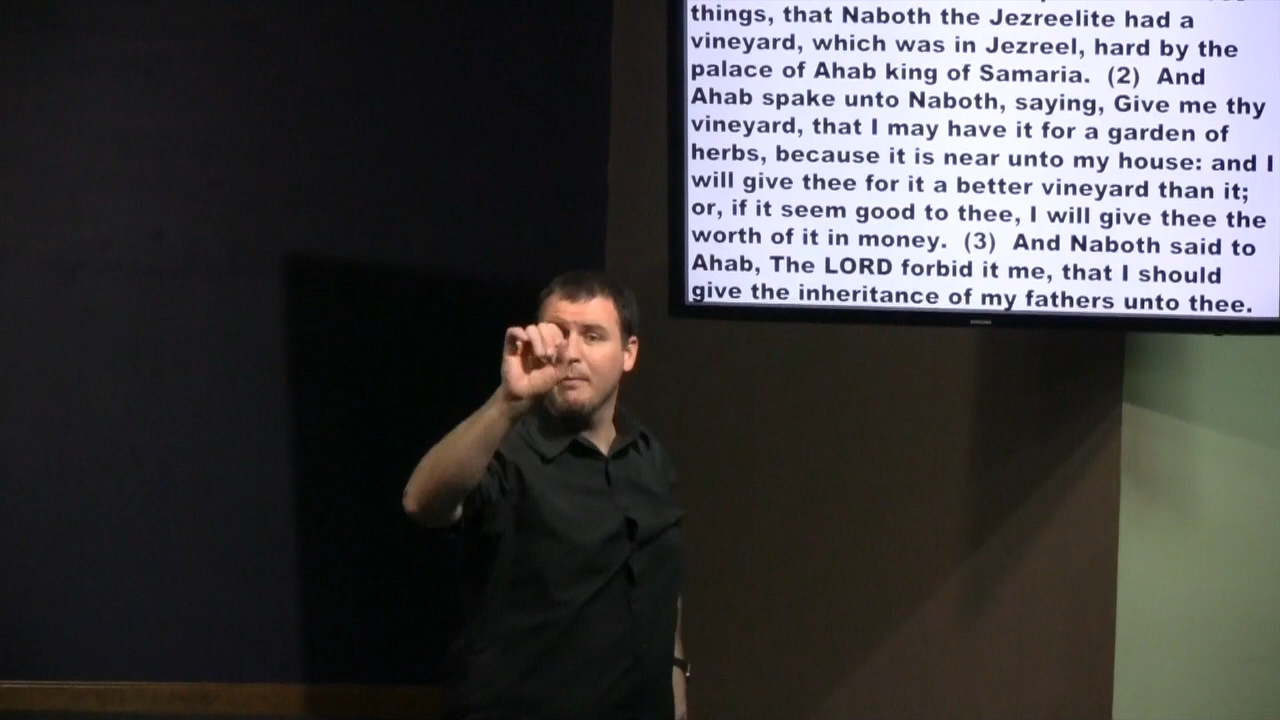 things, that Naboth the Jezreelite had a
vineyard, which was in Jezreel, hard by the
palace of Ahab king of Samaria. (2) And
Ahab spake unto Naboth, saying, Give me thy
vineyard, that I may have it for a garden of
herbs, because it is near unto my house: and I
will give thee for it a better vineyard than it;
or, if it seem good to thee, I will give thee the
worth of it in money. (3) And Naboth said to
Ahab, The LORD forbid it me, that I should
give the inheritance of my fathers unto thee.
SAMSUNG